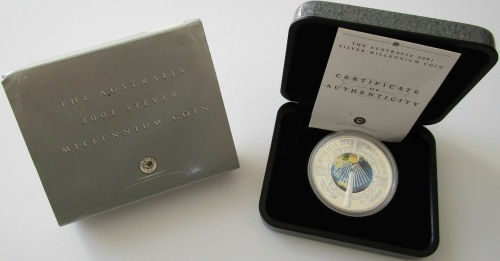 THE AUSTRALIA
2001 SILVER
MILLENNIUM COIN
THE AUSTRALIA 2001
SILVER MILLENNIUM COIN
CERTIFICATE
OF
AUTHENTICITY